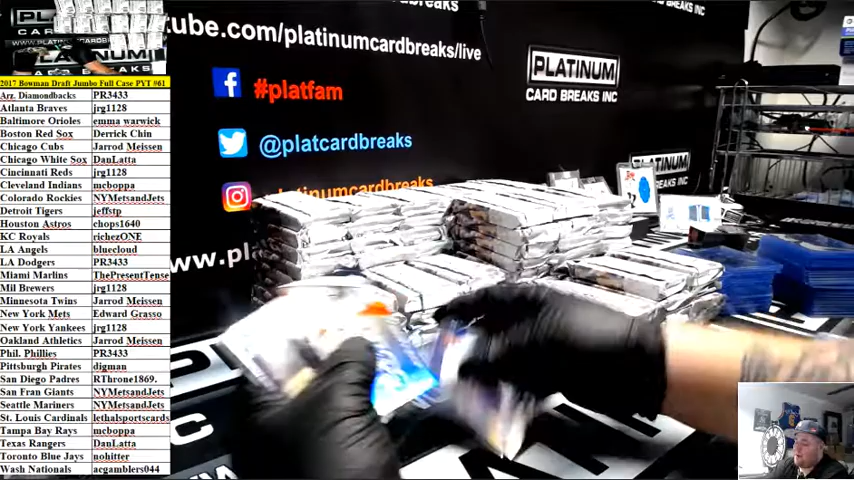 2017 Bowman Draft Jumbo Full Case PYT #61
Arz. Diamondbacks PR3433
Atlanta Braves jrg1128
Baltimore Orioles emma warwick
Boston Red Sox Derrick Chin
Chicago Cubs Jarrod Meissen
Chicago White Sox DanLatta
Cincinnati Reds jrg1128
Cleveland Indians mcboppa
Colorado Rockies NYMetsandJets
Detroit Tigers jeffstp
Houston Astros chops1640
KC Royals richezONE
LA Angels bluecloud
LA Dodgers PR3433
Miami Marlins ThePresentTense
Mil Brewers jrg1128
Minnesota Twins Jarrod Meissen
New York Mets Edward Grasso
New York Yankees jrg1128
Oakland Athletics Jarrod Meissen
Phil. Phillies PR3433
Pittsburgh Pirates digman
San Diego Padres RThrone1869.
San Fran Giants NYMetsandJets
Seattle Mariners NYMetsandJets
St. Louis Cardinals lethalsportscards
Tampa Bay Rays mcboppa
Texas Rangers DanLatta
Toronto Blue Jays nohitter
Wash Nationals acgamblers044
tube.com/platinumcardbreaks/live
#platfam
@platcardbreaks
platinumcardbreaks
www.pl
PLATINUM
CARD BREAKS INC
PLATINUM